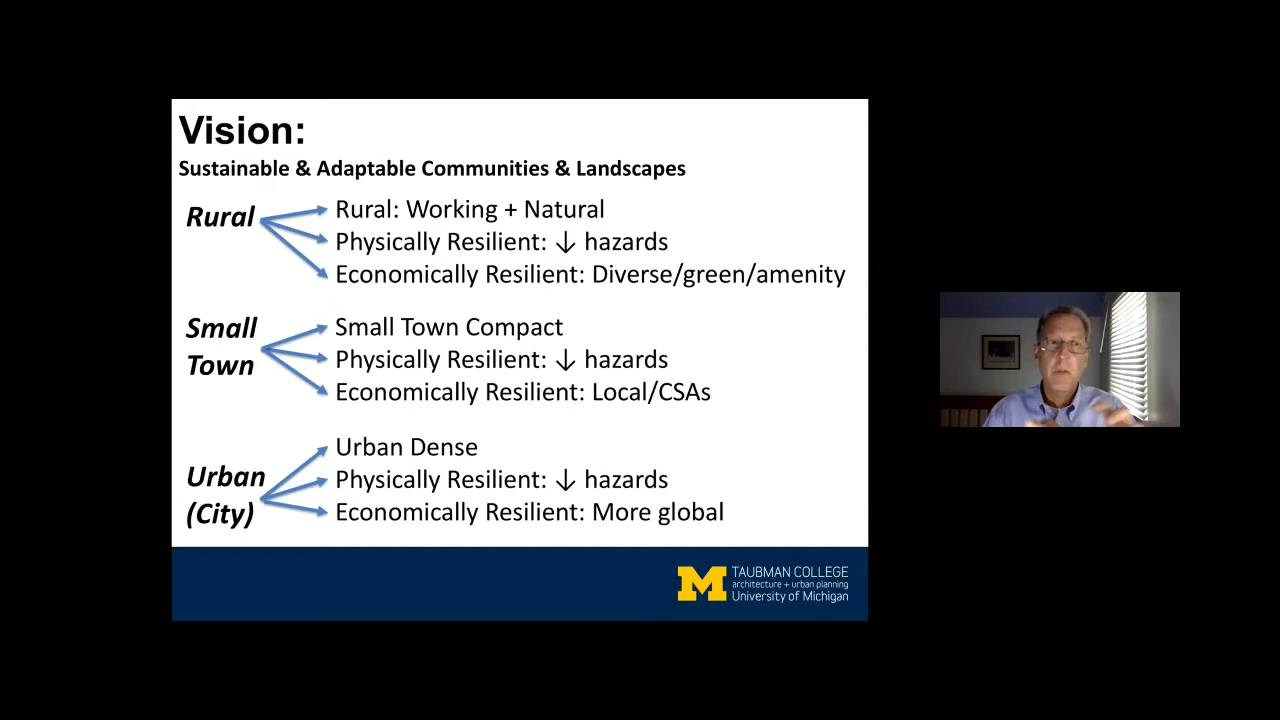 Vision:
Sustainable & Adaptable Communities & Landscapes
Rural
Rural: Working + Natural
Physically Resilient: ↓ hazards
Economically Resilient: Diverse/green/amenity
Small
Town
Small Town Compact
Physically Resilient: ↓ hazards
Economically Resilient: Local/CSAs
Urban
(City)
Urban Dense
Physically Resilient: ↓ hazards
Economically Resilient: More global
M
TAUBMAN COLLEGE
architecture + urban planning
University of Michigan